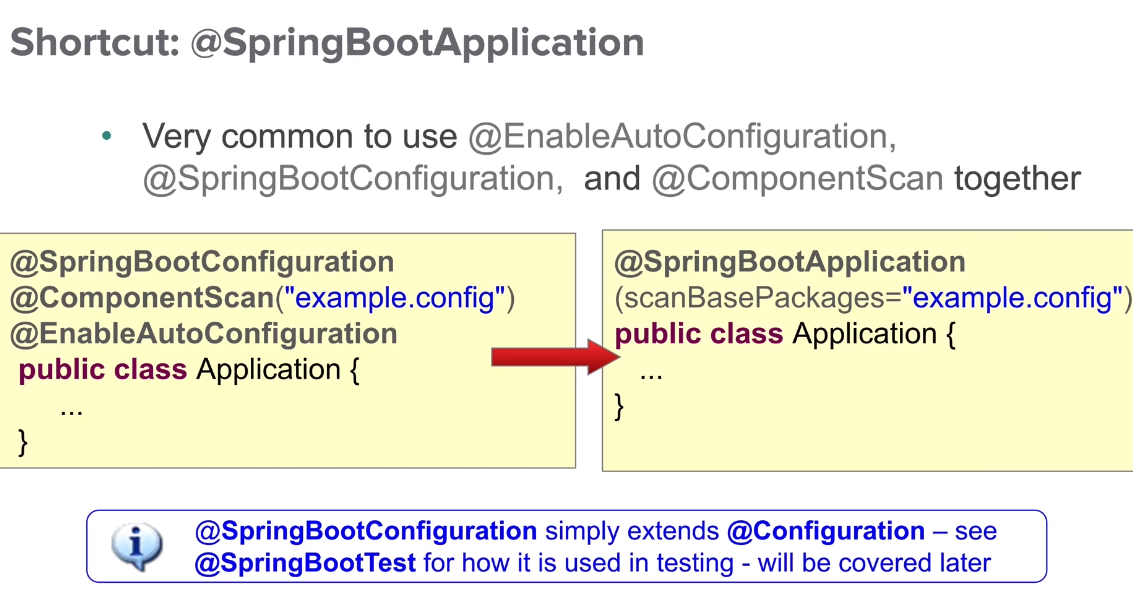 Shortcut: @SpringBootApplication
• Very common to use @EnableAutoConfiguration,
@SpringBootConfiguration, and @ComponentScan together
@SpringBootConfiguration
@ComponentScan("example.config")
@EnableAutoConfiguration
public class Application {
...
}
@SpringBootApplication
(scanBasePackages="example.config")
public class Application {
...
}
@SpringBootConfiguration simply extends @Configuration – see
@SpringBootTest for how it is used in testing - will be covered later